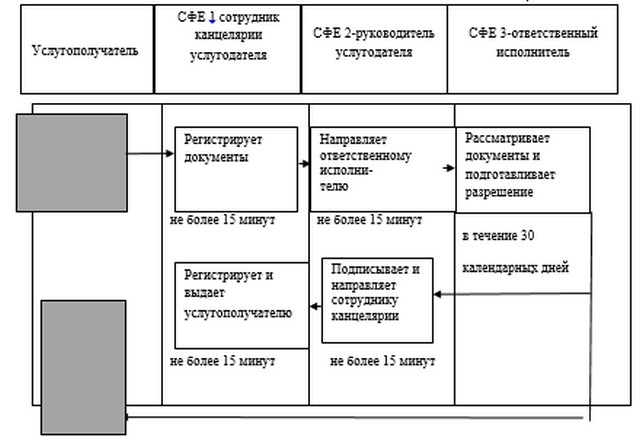 Услугополучатель
СФЕ 1 сотрудник
канцелярии
услугодателя
СФЕ 2-руководитель
услугодателя
СФЕ 3-ответственный
исполнитель
Регистрирует
документы
не более 15 минут
Направляет
ответственному
исполни-
телю
не более 15 минут
Рассматривает
документы и
подготавливает
разрешение
в течение 30
календарных дней
Регистрирует и
выдает
услугополучателю
не более 15 минут
Подписывает и
направляет
сотруднику
канцелярии
не более 15 минут